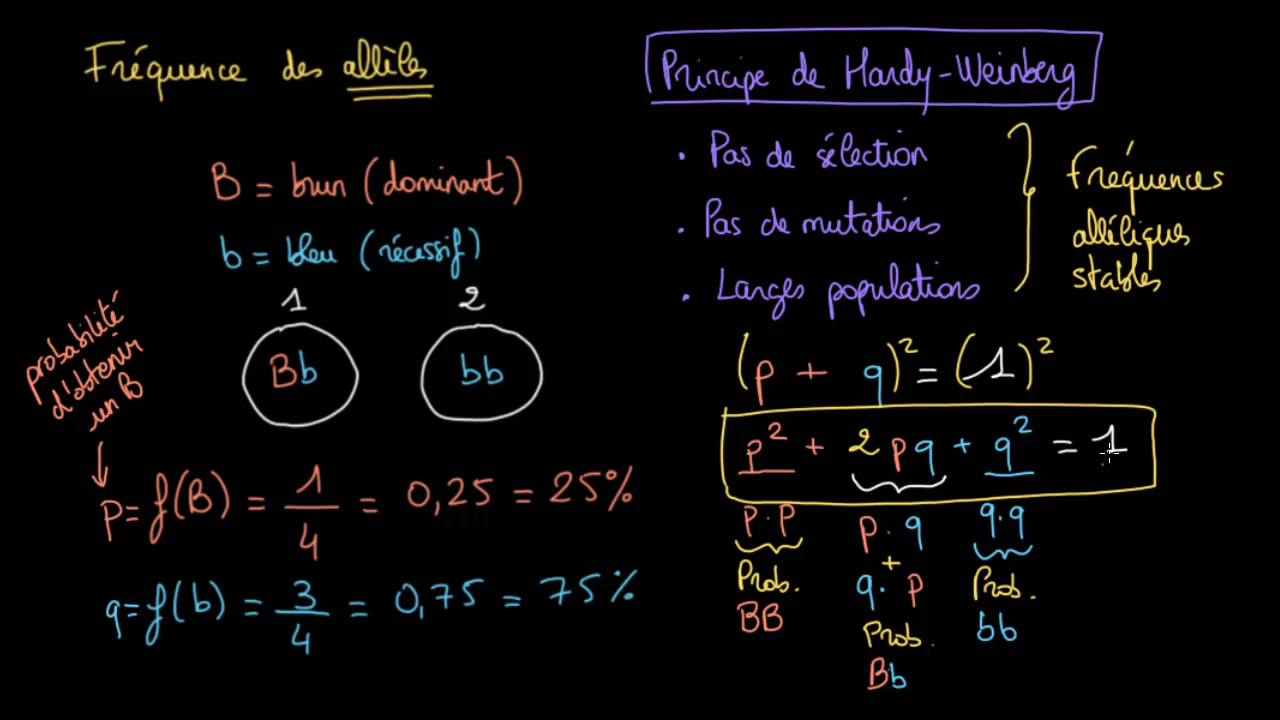 Fréquence des allèles
B = brun (dominant)
b = bleu (récessif)
1
2
Bb
bb
probabilité
d'obtenir
un B
p = f(B) = 1/4 = 0,25 = 25%
q = f(b) = 3/4 = 0,75 = 75%
Principe de Hardy-Weinberg
. Pas de sélection
. Pas de mutations
. Larges populations
Fréquences
alléliques
stables
(p + q)² = (1)²
p² + 2pq + q² = 1
p.p
Prob.
BB
p.q
+
q.p
Prob.
Bb
q.q
Prob.
bb